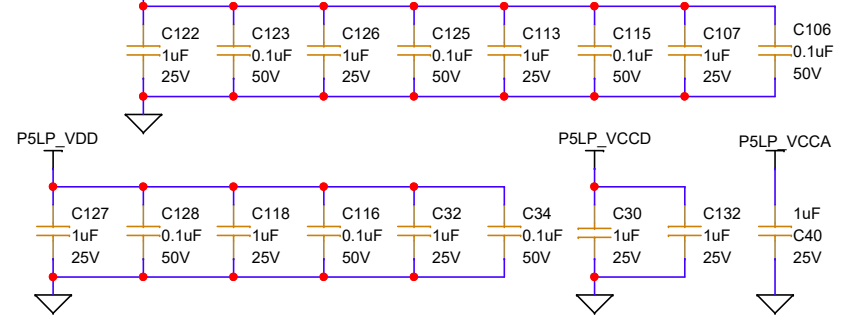 C122
1uF
25V
C123
0.1uF
50V
C126
1uF
25V
C125
0.1uF
50V
C113
1uF
25V
C115
0.1uF
50V
C107
1uF
25V
C106
0.1uF
50V
P5LP_VDD
P5LP_VCCD
P5LP_VCCA
C127
1uF
25V
C128
0.1uF
50V
C118
1uF
25V
C116
0.1uF
50V
C32
1uF
25V
C34
0.1uF
50V
C30
1uF
25V
C132
1uF
25V
1uF
C40
25V